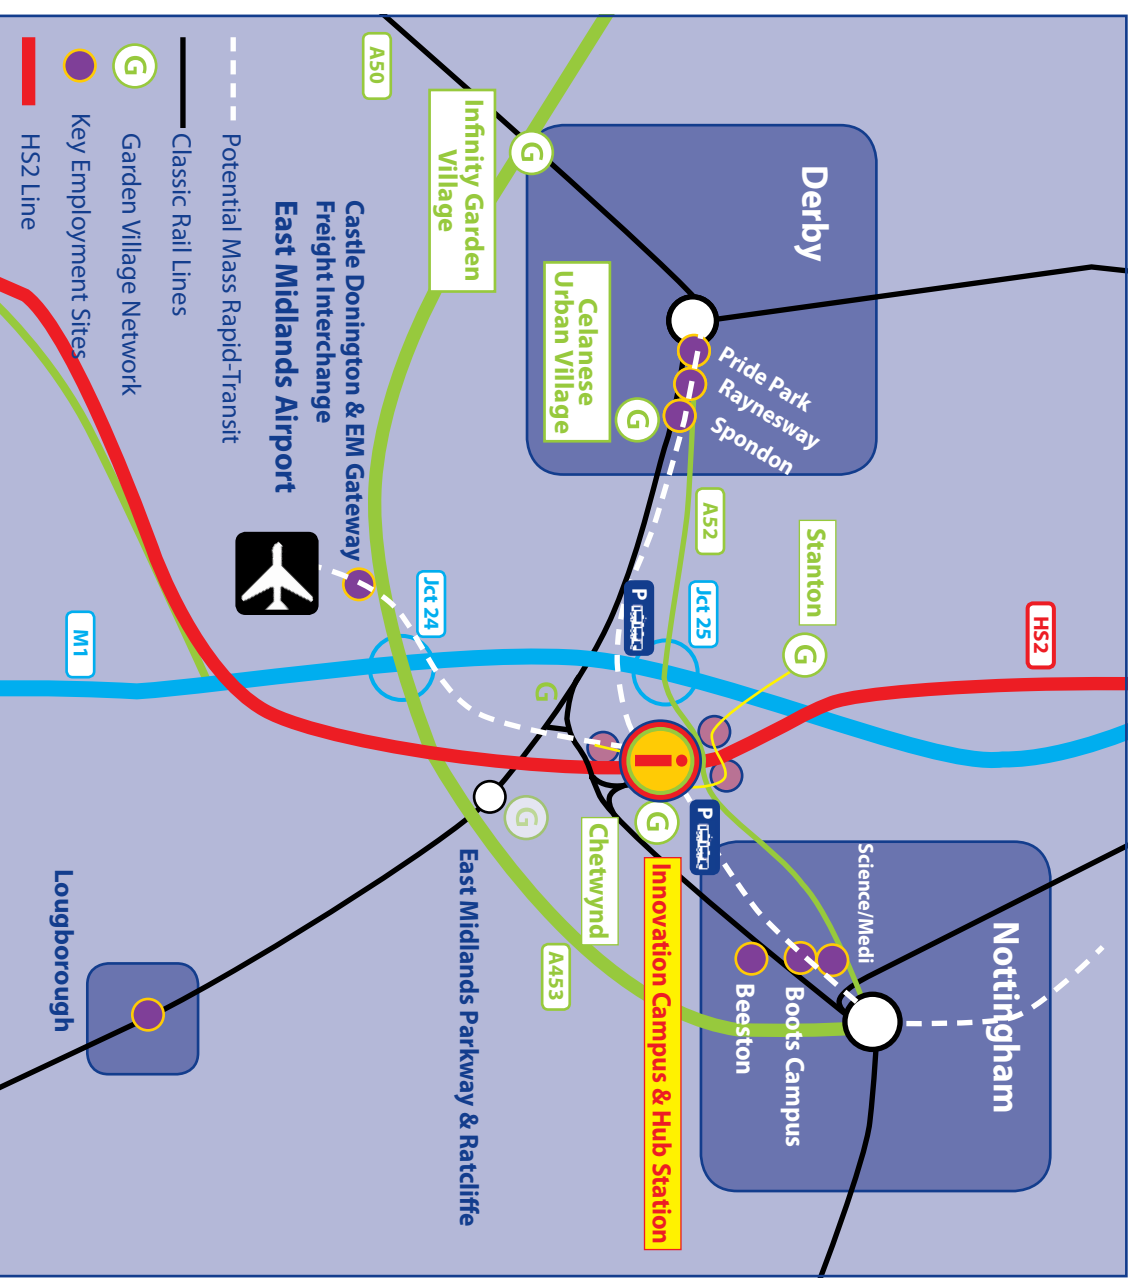 HS2
Stanton
G
Derby
Nottingham
Science/Medi
Pride Park
Raynesway
Spondon
A52
Jct 25
P
P
Boots Campus
Beeston
Celanese
Urban Village
G
G
G
Innovation Campus & Hub Station
Chetwynd
G
G
Infinity Garden
Village
A453
Jct 24
East Midlands Parkway & Ratcliffe
A50
Castle Donington & EM Gateway
Freight Interchange
East Midlands Airport
M1
Lougborough
Potential Mass Rapid-Transit
Classic Rail Lines
G
Garden Village Network
Key Employment Sites
HS2 Line
i